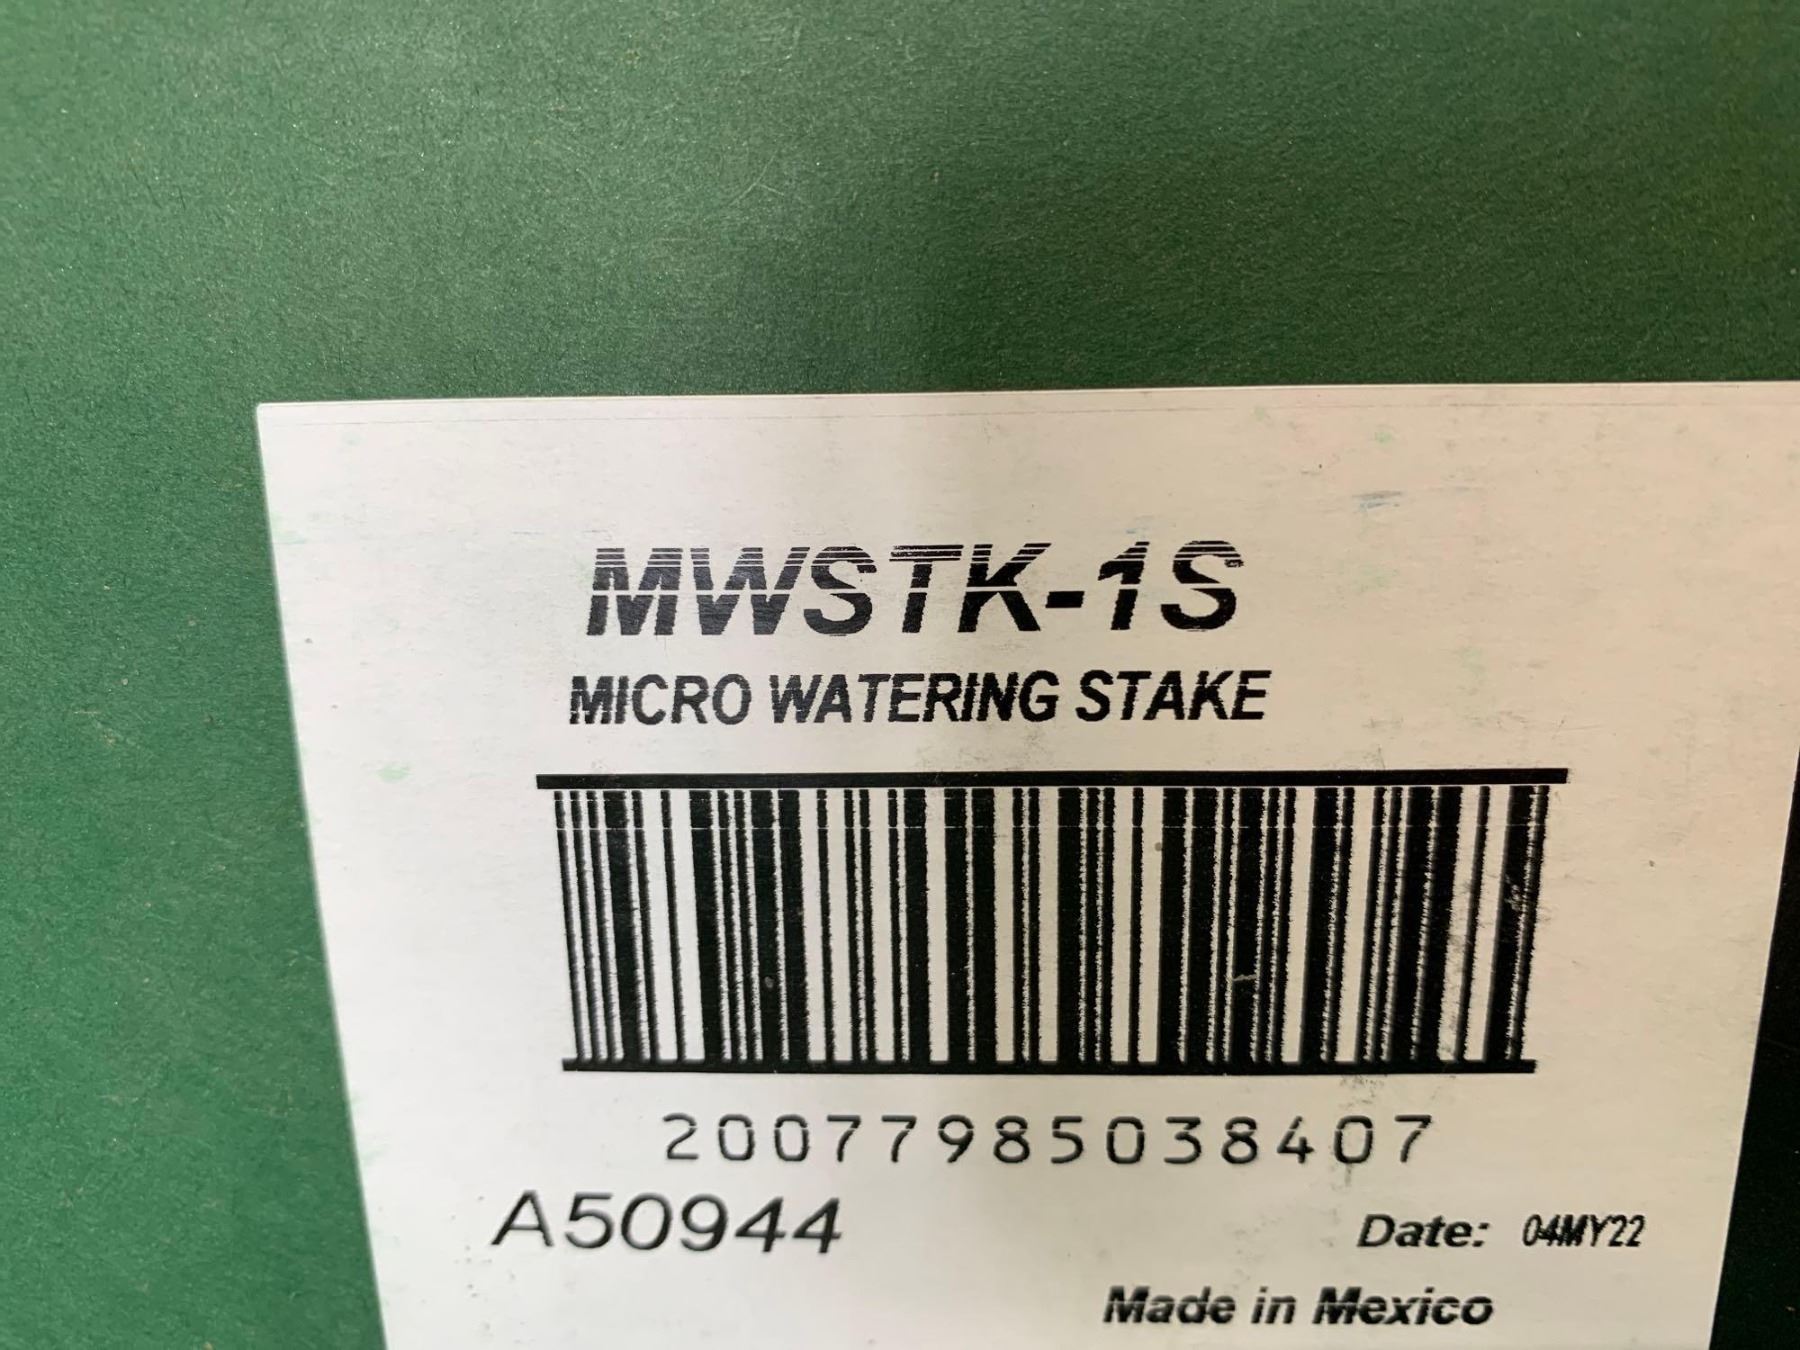 MWSTK-1S
MICRO WATERING STAKE
20077985038407
A50944
Date: 04MY22
Made in Mexico